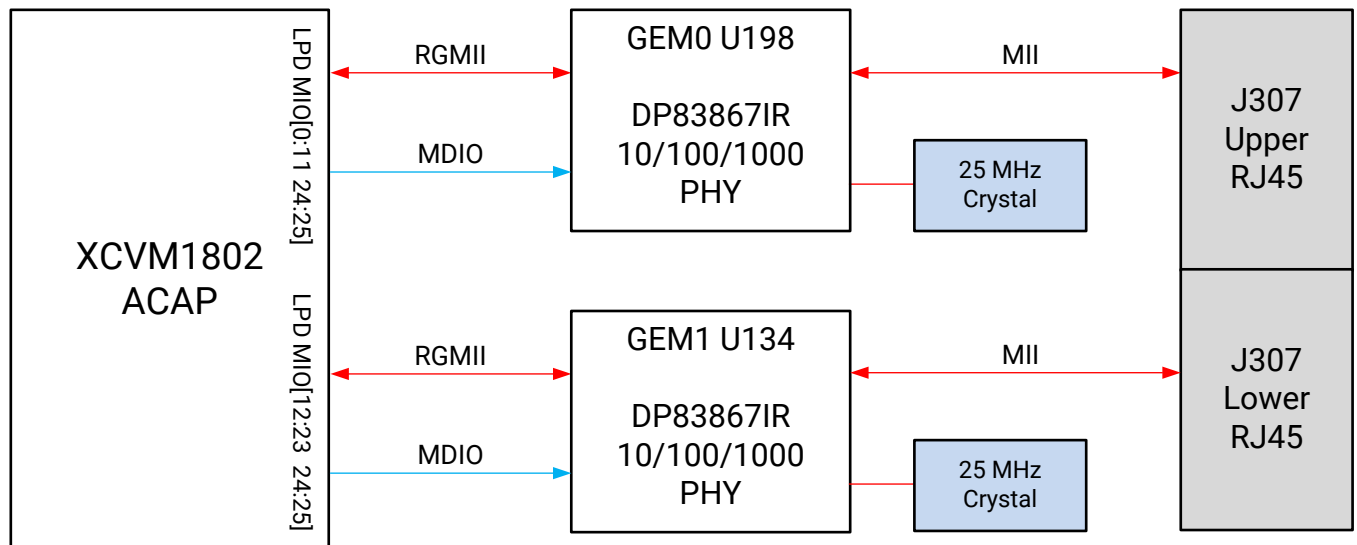 XCVM1802
ACAP
LPD MIO[0:11 24:25]
LPD MIO[12:23  24:25]
RGMII
MDIO
GEM0 U198
DP83867IR
10/100/1000
PHY
MII
25 MHz
Crystal
J307
Upper
RJ45
RGMII
MDIO
GEM1 U134
DP83867IR
10/100/1000
PHY
MII
25 MHz
Crystal
J307
Lower
RJ45